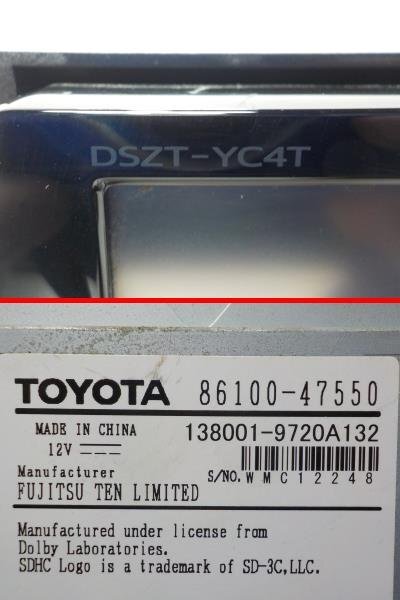 DSZT-YC4T
TOYOTA 86100-47550
MADE IN CHINA 138001-9720A132
12V
Manufacturer S/NO. WMC12248
FUJITSU TEN LIMITED
Manufactured under license from
Dolby Laboratories.
SDHC Logo is a trademark of SD-3C,LLC.